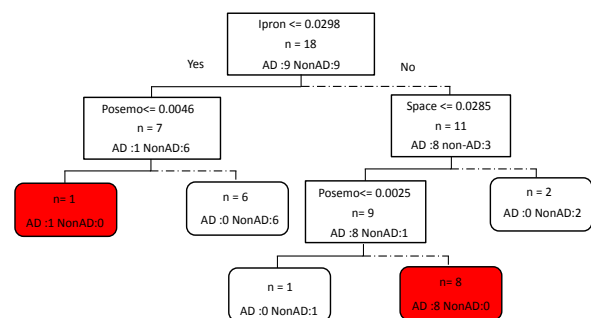 Ipron <= 0.0298
n = 18
AD :9 NonAD:9
Yes
No
Posemo<= 0.0046
n = 7
AD :1 NonAD:6
Space <= 0.0285
n = 11
AD :8 non-AD:3
n= 1
AD :1 NonAD:0
n = 6
AD :0 NonAD:6
Posemo<= 0.0025
n= 9
AD :8 NonAD:1
n = 2
AD :0 NonAD:2
n = 1
AD :0 NonAD:1
n= 8
AD :8 NonAD:0